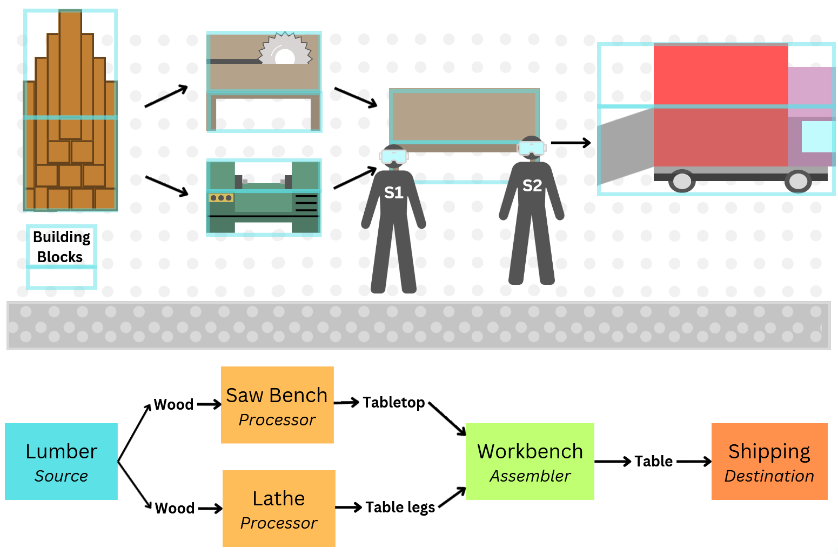 S1
S2
Building
Blocks
Saw Bench
Processor
Wood
Tabletop
Lumber
Source
Workbench
Assembler
Table
Shipping
Destination
Wood
Lathe
Processor
Table legs